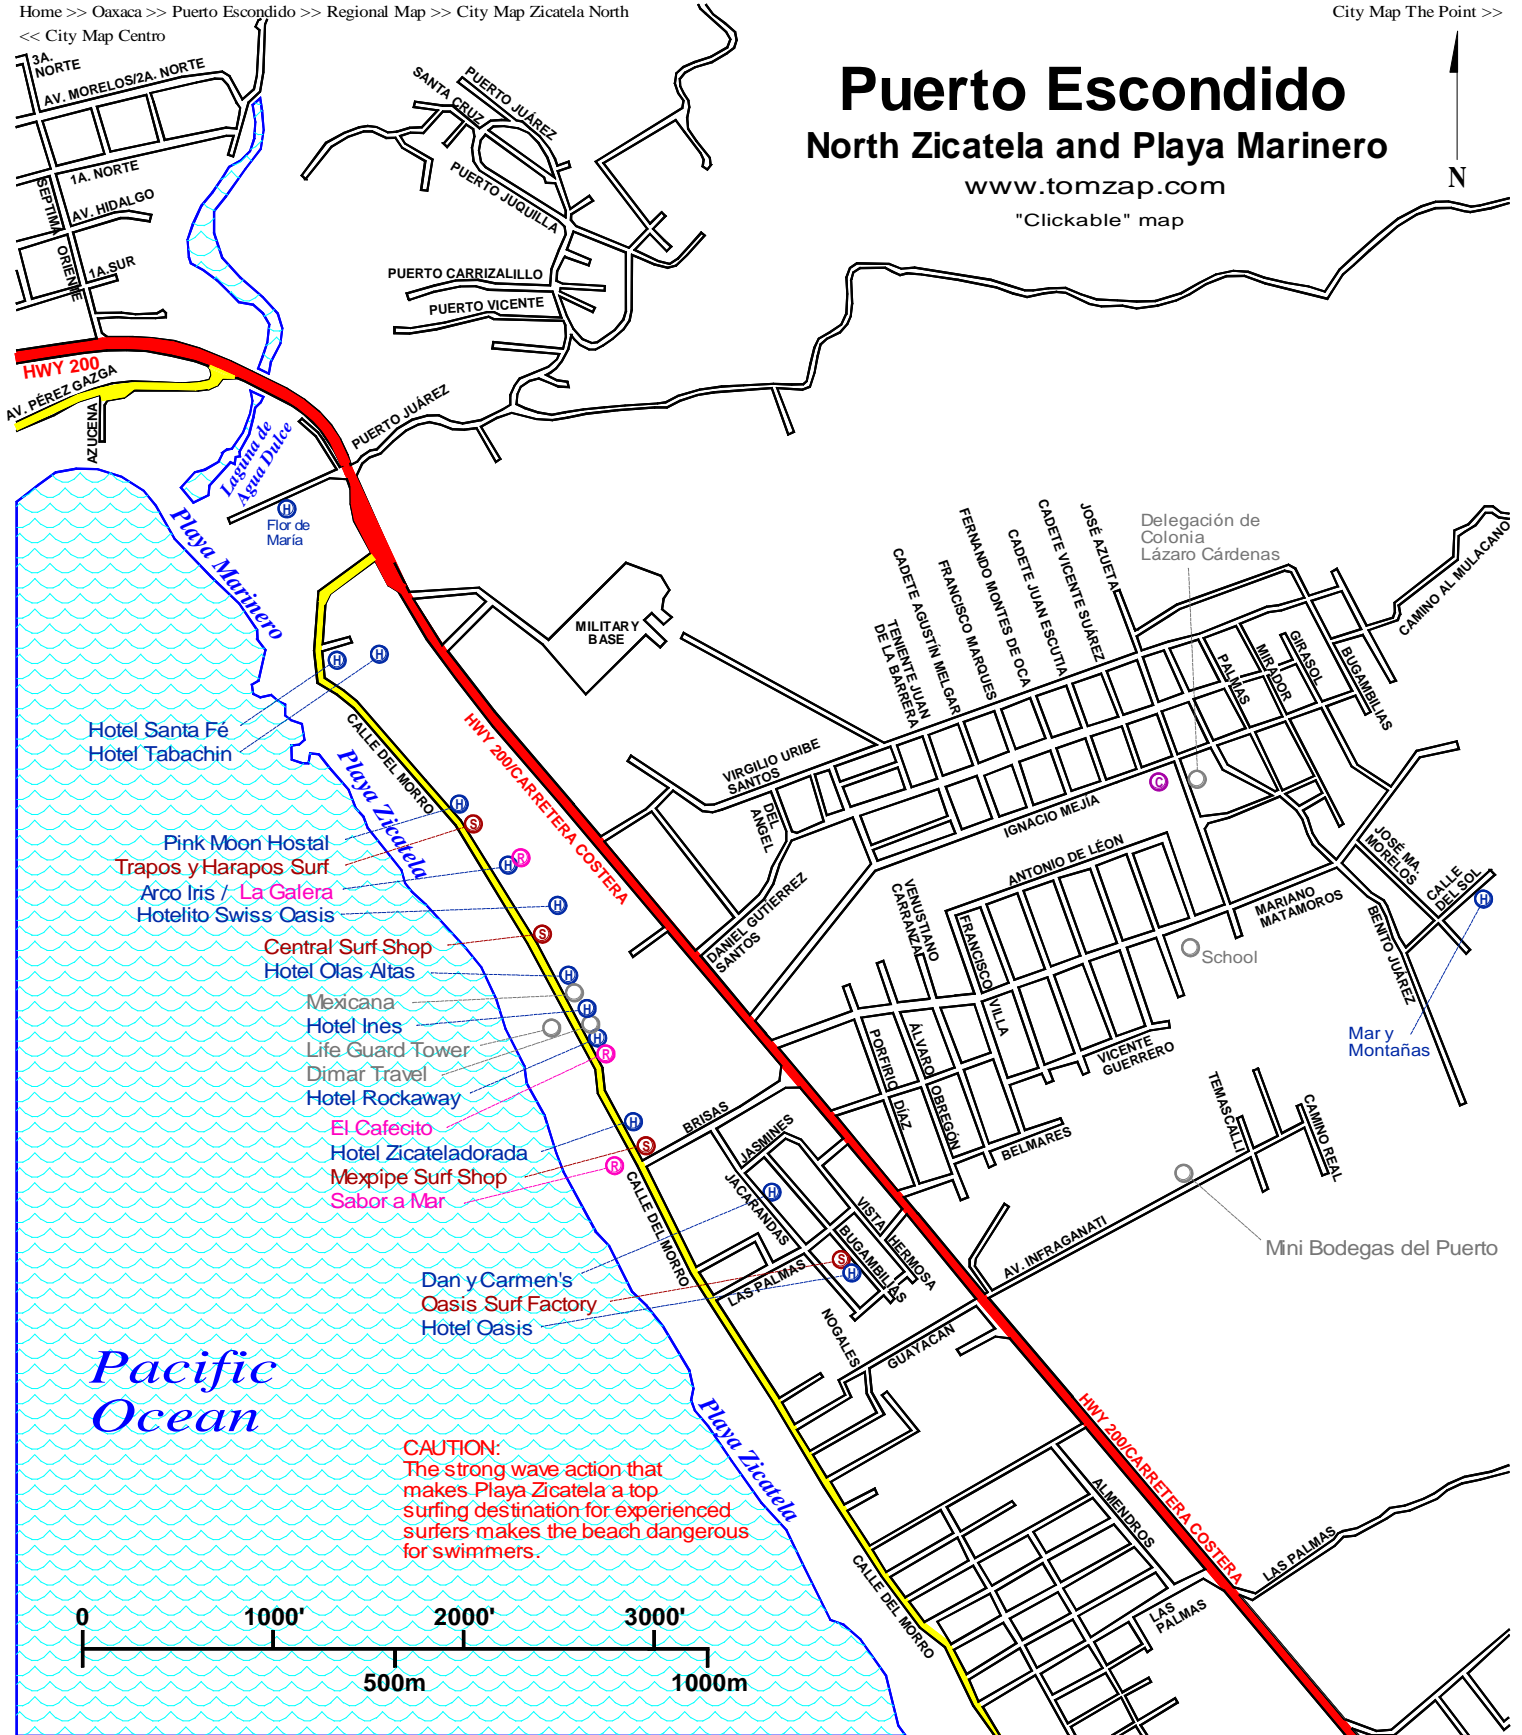 Home >> Oaxaca >> Puerto Escondido >> Regional Map >> City Map Zicatela North
City Map The Point >>
<< City Map Centro
Puerto Escondido
North Zicatela and Playa Marinero
www.tomzap.com
"Clickable" map
N
3A.
NORTE
AV. MORELOS/2A. NORTE
1A. NORTE
SEPTIMA ORIENTE
AV. HIDALGO
1A.SUR
HWY 200
AV. PÉREZ GAZGA
AZUCENA
SANTA CRUZ
PUERTO JUÁREZ
PUERTO JUQUILLA
PUERTO CARRIZALILLO
PUERTO VICENTE
PUERTO JUÁREZ
Laguna de
Agua Dulce
Playa Marinero
H
Flor de
María
MILITARY
BASE
HWY 200/CARRETERA COSTERA
CALLE DEL MORRO
Playa Zicatela
H
H
Hotel Santa Fé
Hotel Tabachin
H
S
H
R
H
S
H
H
H
R
H
S
R
Pink Moon Hostal
Trapos y Harapos Surf
Arco Iris / La Galera
Hotelito Swiss Oasis
Central Surf Shop
Hotel Olas Altas
Mexicana
Hotel Ines
Life Guard Tower
Dimar Travel
Hotel Rockaway
El Cafecito
Hotel Zicateladorada
Mexpipe Surf Shop
Sabor a Mar
Dan y Carmen's
Oasis Surf Factory
Hotel Oasis
TENIENTE JUAN
DE LA BARRERA
CADETE AGUSTÍN MELGAR
FRANCISCO MARQUES
FERNANDO MONTES DE OCA
CADETE JUAN ESCUTIA
CADETE VICENTE SUÁREZ
JOSÉ AZUETA
Delegación de
Colonia
Lázaro Cárdenas
CAMINO AL MULACANO
PALMAS
MIRADOR
GIRASOL
BUGAMBILIAS
VIRGILIO URIBE
SANTOS
DEL
ANGEL
C
IGNACIO MEJÍA
DANIEL GUTIERREZ
SANTOS
ANTONIO DE LÉON
VENUSTIANO
CARRANZA
FRANCISCO VILLA
MARIANO
MATAMOROS
JOSÉ MA.
MORELOS
CALLE
DEL SOL
H
BENITO JUÁREZ
School
Mar y
Montañas
PORFIRIO DÍAZ
ÁLVARO OBREGÓN
VICENTE
GUERRERO
BELMARES
TEMASCALLI
CAMINO REAL
AV. INFRAGANATI
Mini Bodegas del Puerto
BRISAS
JASMINES
JACARANDAS
H
VISTA HERMOSA
BUGAMBILIAS
S
H
LAS PALMAS
CALLE DEL MORRO
NOGALES
GUAYACÁN
Playa Zicatela
HWY 200/CARRETERA COSTERA
ALMENDROS
LAS PALMAS
LAS
PALMAS
CALLE DEL MORRO
Pacific
Ocean
CAUTION:
The strong wave action that
makes Playa Zicatela a top
surfing destination for experienced
surfers makes the beach dangerous
for swimmers.
0 1000' 2000' 3000'
500m 1000m